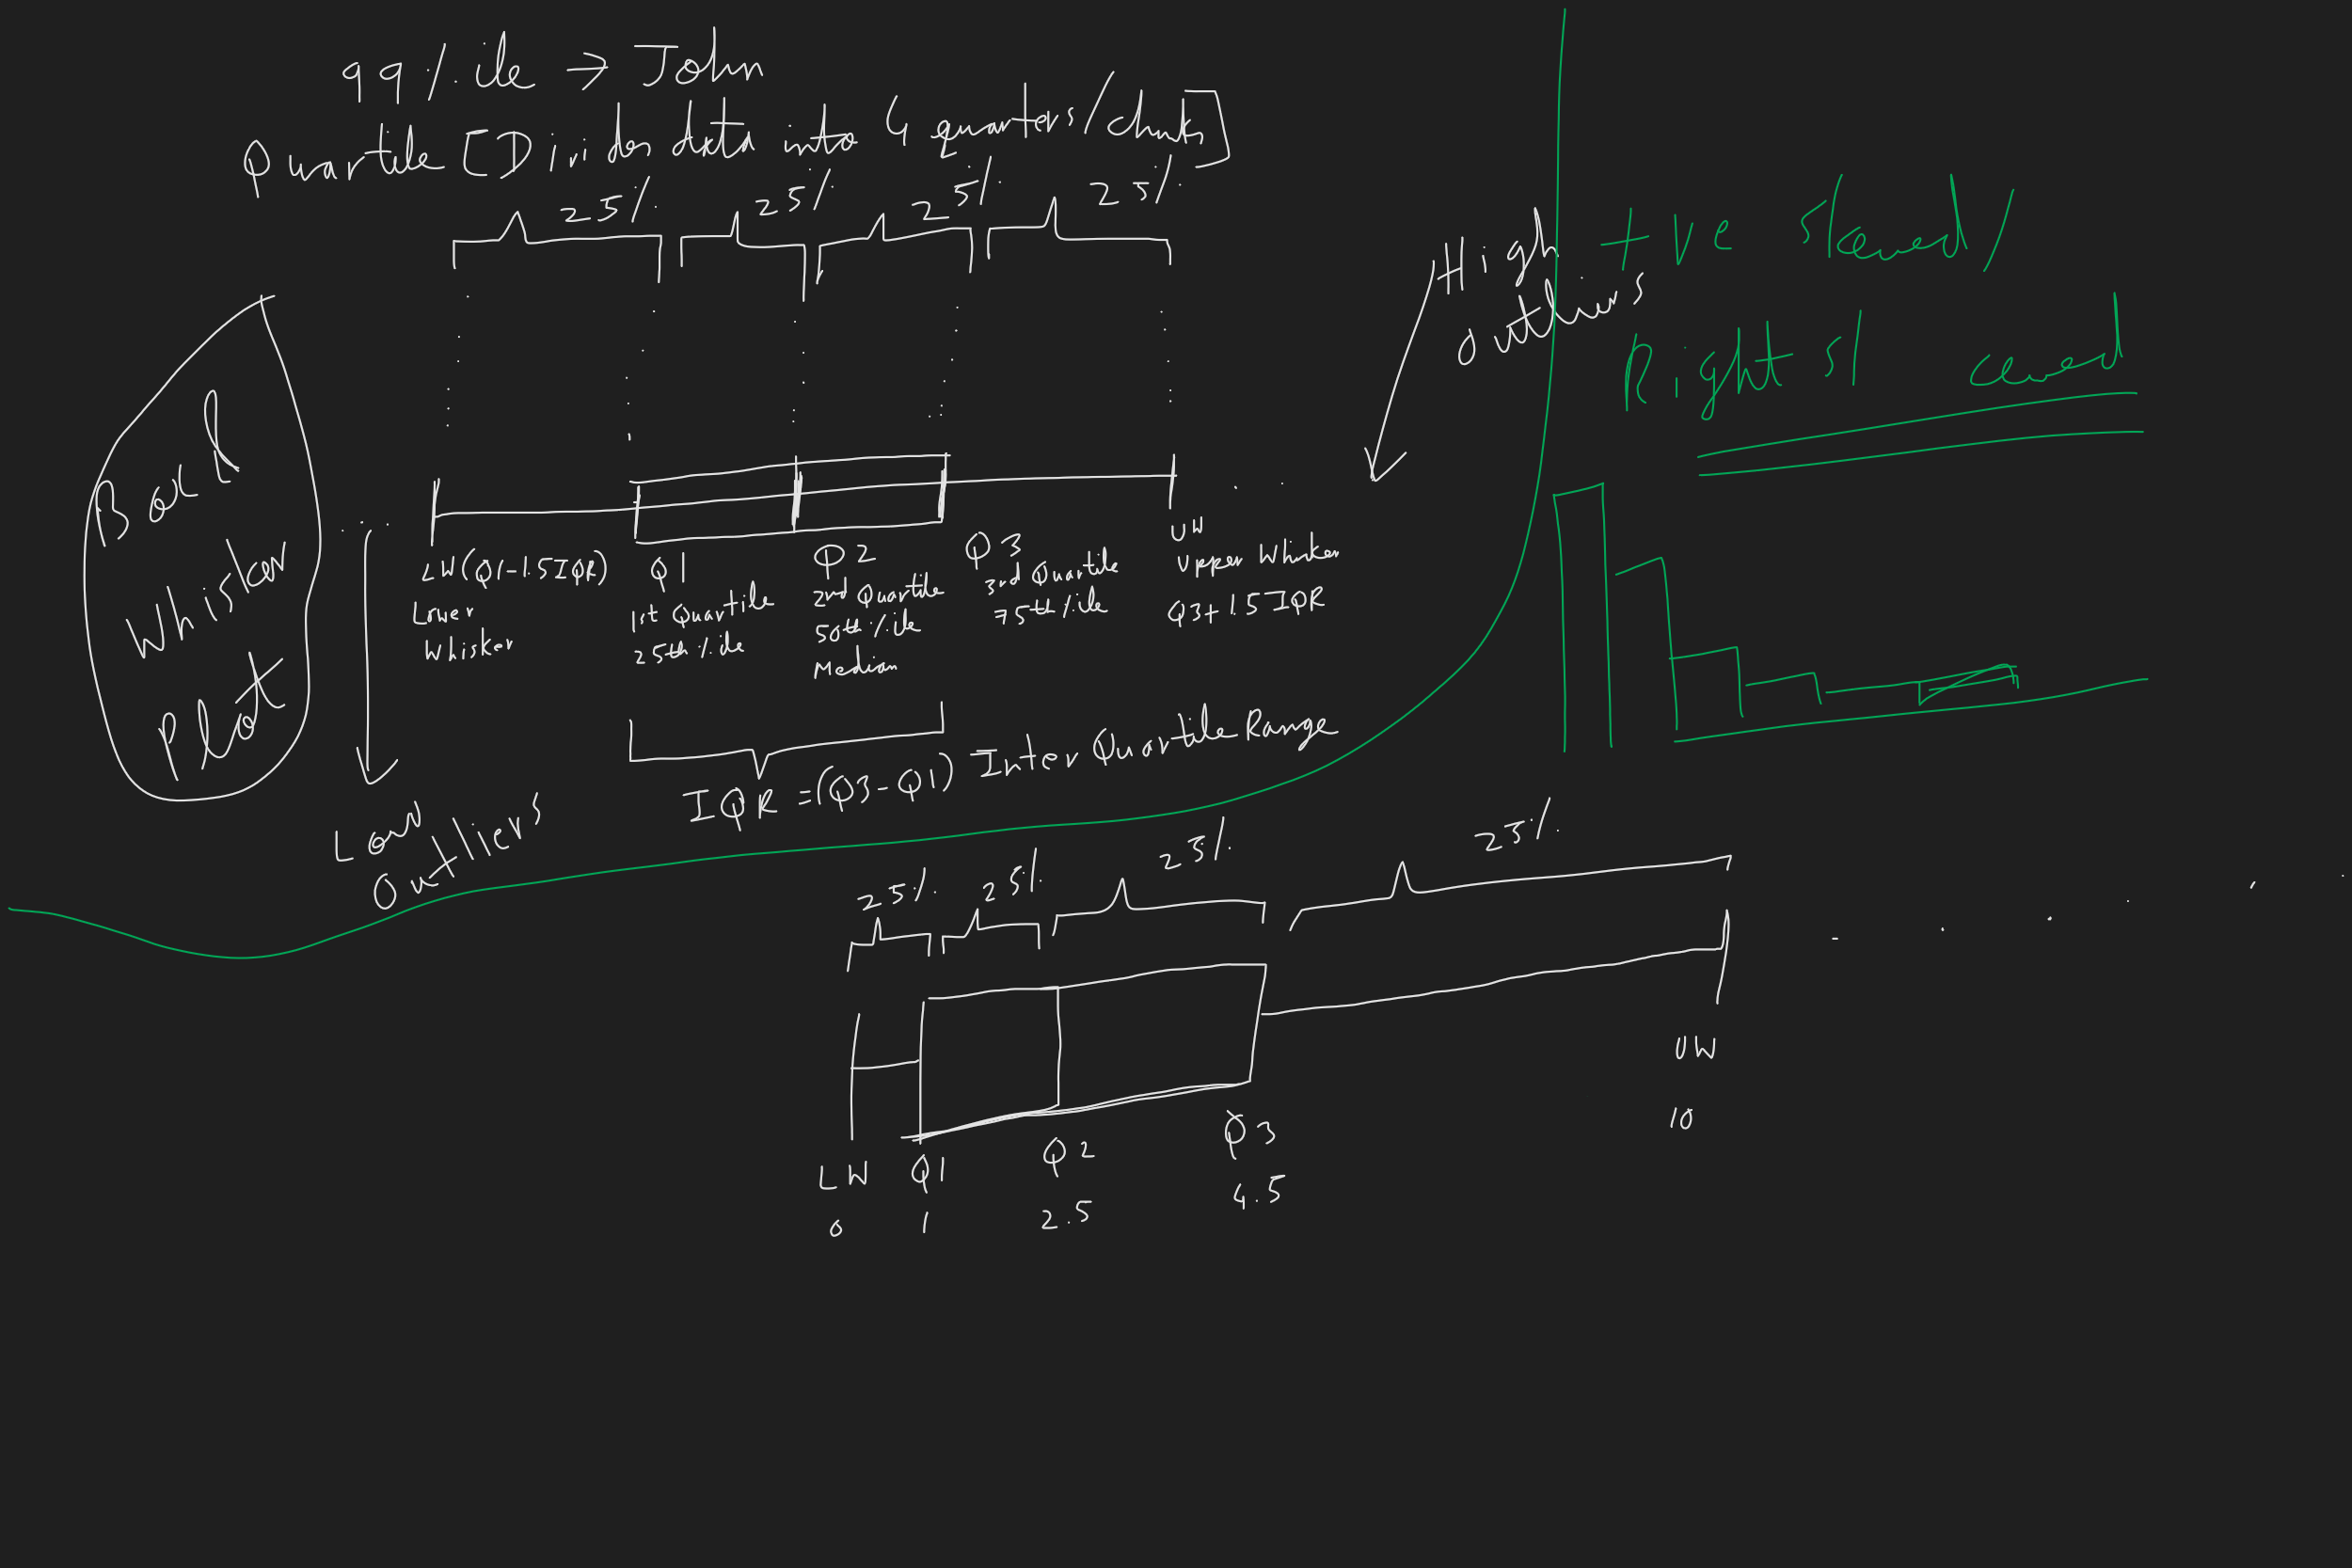 99%ile → John
Quartile [Divides data into 4 quarters/chunks]
25% 25% 25% 25%
High
outliers
Box &
Whisker
Plot
LW (Q1-1.5IQR)
Lower
Whisker
Q1
1st Quartile
25th %ile
Q2
2nd Quartile
50th %ile
Median
Q3
3rd Quartile
75th %ile
UW
Upper Whisker
Q3+1.5IQR
IQR = (Q3-Q1) Inter Quartile Range
Low
Outliers
+ve skewed/
Right skewed
25% 25% 25% 25%
LW Q1 Q2 Q3 UW
0 1 2.5 4.5 10